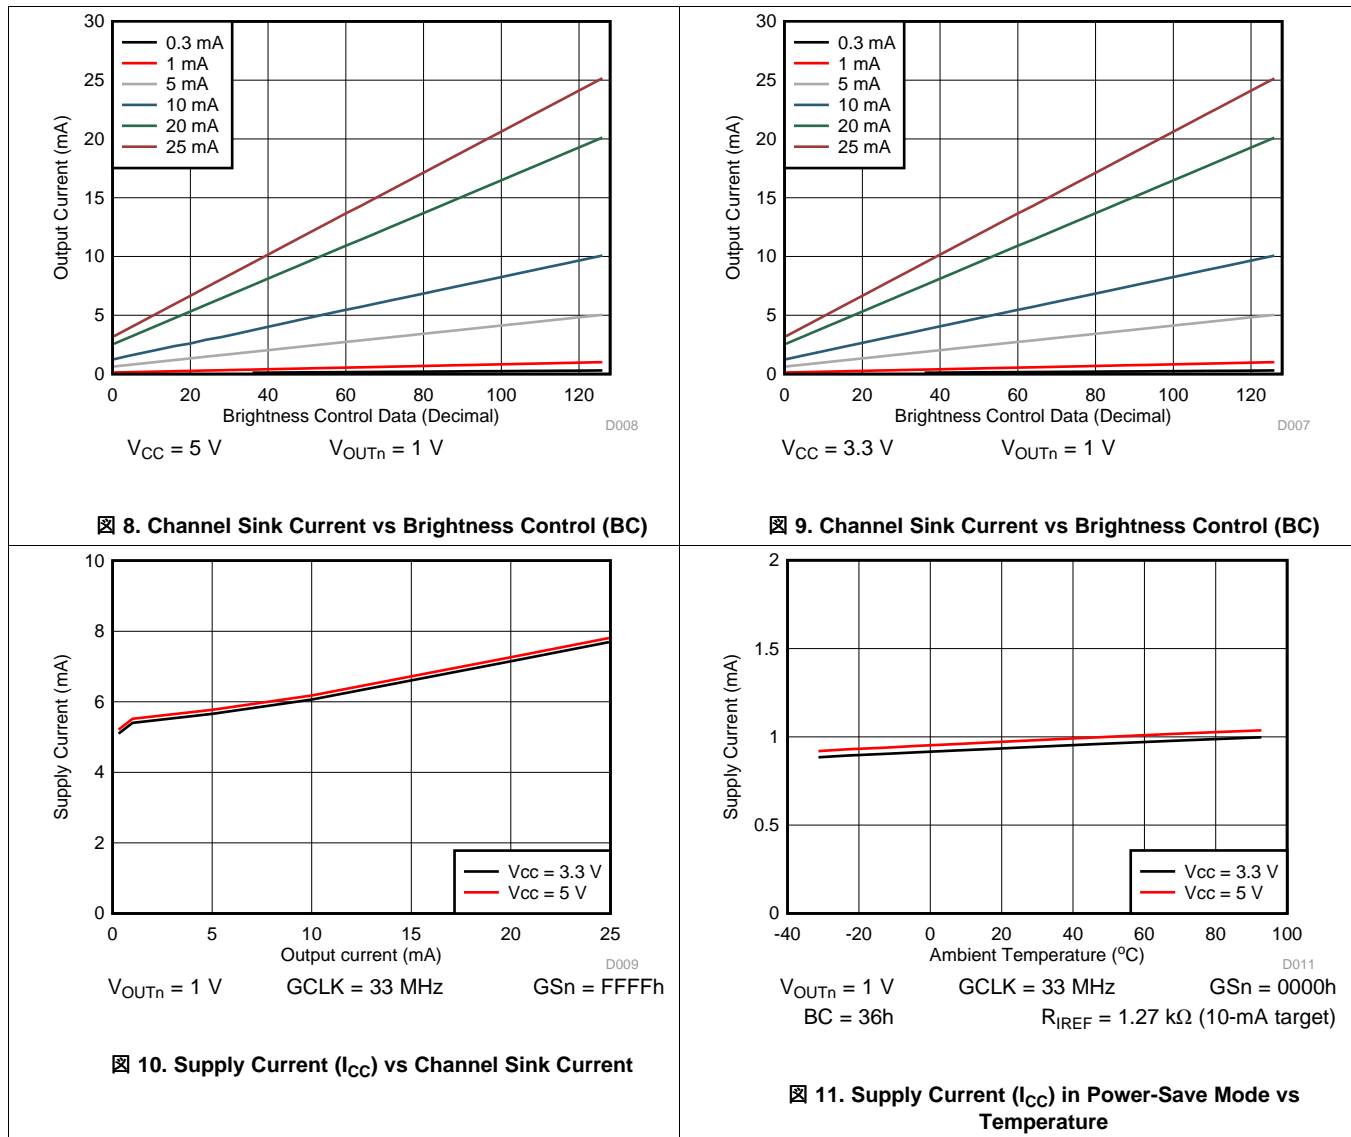 30
25
20
15
10
5
0
Output Current (mA)
0.3 mA
1 mA
5 mA
10 mA
20 mA
25 mA
0 20 40 60 80 100 120
Brightness Control Data (Decimal)
D008
VCC = 5 V VOUTn = 1 V
図 8. Channel Sink Current vs Brightness Control (BC)
30
25
20
15
10
5
0
Output Current (mA)
0.3 mA
1 mA
5 mA
10 mA
20 mA
25 mA
0 20 40 60 80 100 120
Brightness Control Data (Decimal)
D007
VCC = 3.3 V VOUTn = 1 V
図 9. Channel Sink Current vs Brightness Control (BC)
10
8
6
4
2
0
Supply Current (mA)
Vcc = 3.3 V
Vcc = 5 V
0 5 10 15 20 25
Output current (mA)
D009
VOUTn = 1 V GCLK = 33 MHz GSn = FFFFh
図 10. Supply Current (ICC) vs Channel Sink Current
2
1.5
1
0.5
0
Supply Current (mA)
Vcc = 3.3 V
Vcc = 5 V
-40 -20 0 20 40 60 80 100
Ambient Temperature (°C)
D011
VOUTn = 1 V GCLK = 33 MHz GSn = 0000h
BC = 36h RIREF = 1.27 kΩ (10-mA target)
図 11. Supply Current (ICC) in Power-Save Mode vs
Temperature